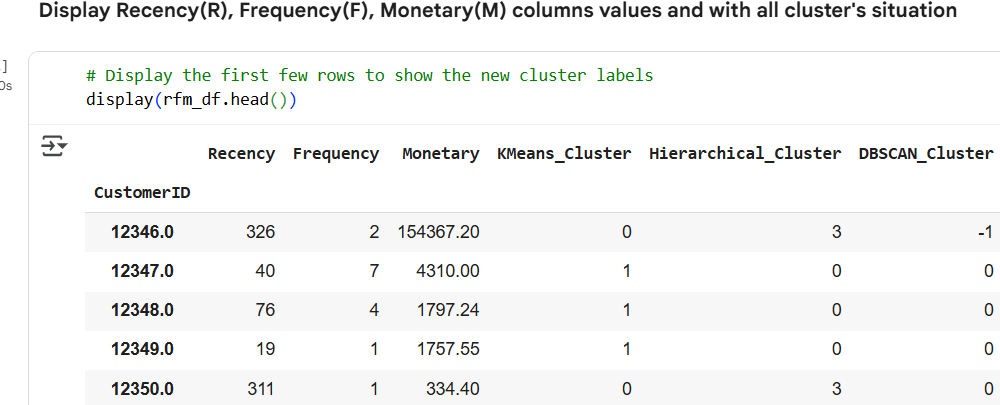 Display Recency(R), Frequency(F), Monetary(M) columns values and with all cluster's situation
]
0s
# Display the first few rows to show the new cluster labels
display(rfm_df.head())
Recency Frequency Monetary KMeans_Cluster Hierarchical_Cluster DBSCAN_Cluster
CustomerID
12346.0 326 2 154367.20 0 3 -1
12347.0 40 7 4310.00 1 0 0
12348.0 76 4 1797.24 1 0 0
12349.0 19 1 1757.55 1 0 0
12350.0 311 1 334.40 0 3 0